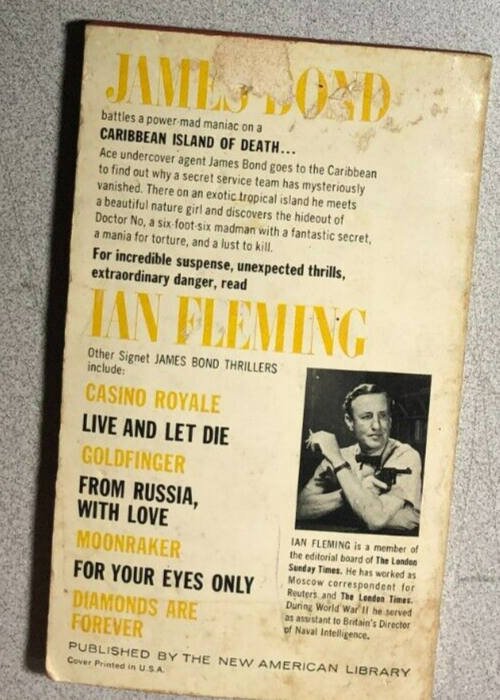 JAMES BOND
battles a power-mad maniac on a
CARIBBEAN ISLAND OF DEATH...
Ace undercover agent James Bond goes to the Caribbean
to find out why a secret service team has mysteriously
vanished. There on an exotic tropical island he meets
a beautiful nature girl and discovers the hideout of
Doctor No, a six-foot-six madman with a fantastic secret,
a mania for torture, and a lust to kill.
For incredible suspense, unexpected thrills,
extraordinary danger, read
IAN FLEMING
Other Signet JAMES BOND THRILLERS
include:
CASINO ROYALE
LIVE AND LET DIE
GOLDFINGER
FROM RUSSIA,
WITH LOVE
MOONRAKER
FOR YOUR EYES ONLY
DIAMONDS ARE
FOREVER
IAN FLEMING is a member of
the editorial board of The London
Sunday Times. He has worked as
Moscow correspondent for
Reuters and The London Times.
During World War II he served
as assistant to Britain's Director
of Naval Intelligence.
PUBLISHED BY THE NEW AMERICAN LIBRARY
Cover Printed in U.S.A.